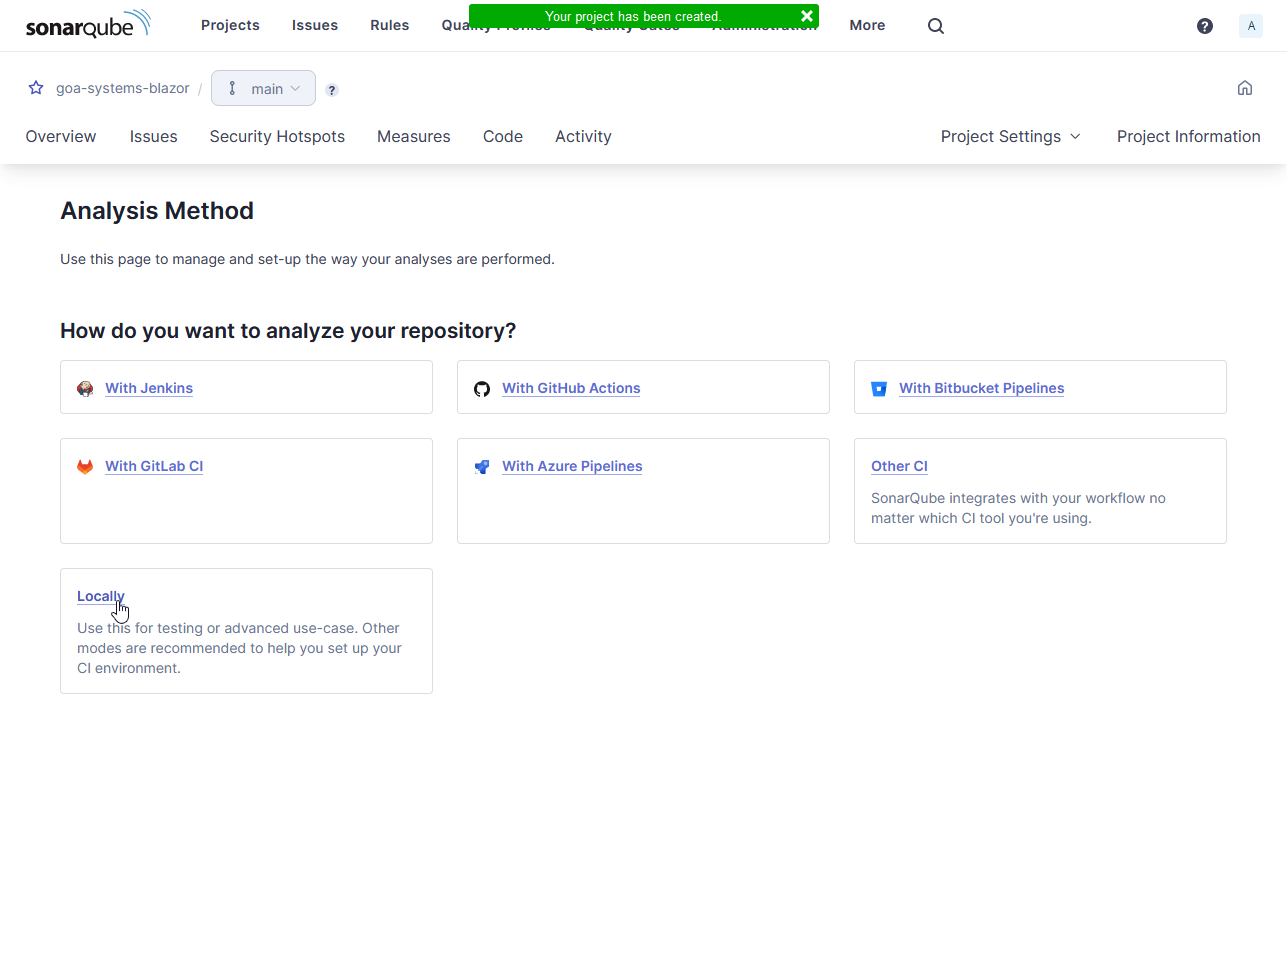 sonarqube Projects Issues Rules Quality Profiles Quality Gates Administration More ? A
Your project has been created.
goa-systems-blazor / main ?
Overview Issues Security Hotspots Measures Code Activity Project Settings Project Information
Analysis Method
Use this page to manage and set-up the way your analyses are performed.
How do you want to analyze your repository?
With Jenkins
With GitHub Actions
With Bitbucket Pipelines
With GitLab CI
With Azure Pipelines
Other CI
SonarQube integrates with your workflow no
matter which CI tool you're using.
Locally
Use this for testing or advanced use-case. Other
modes are recommended to help you set up your
CI environment.